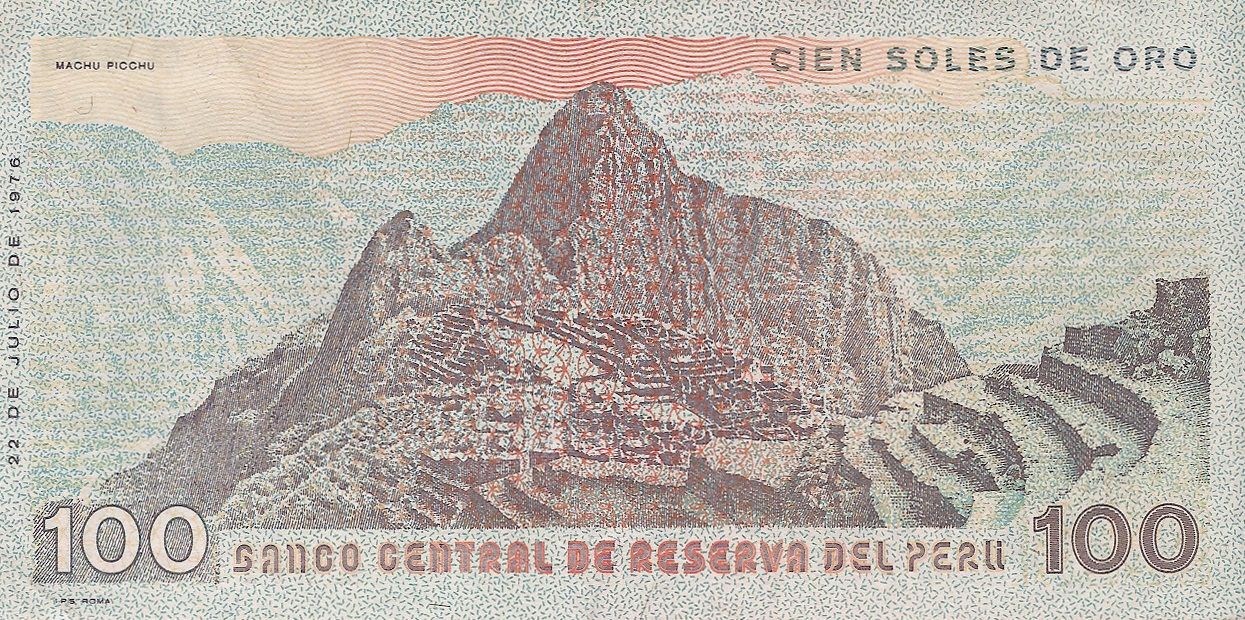 MACHU PICCHU
CIEN SOLES DE ORO
22 DE JULIO DE 1976
100
BANCO CENTRAL DE RESERVA DEL PERU
100
I.P.S. ROMA